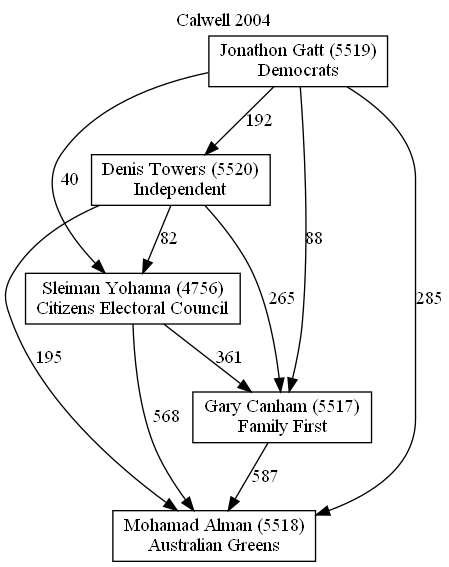 Calwell 2004
Jonathon Gatt (5519)
Democrats
192
Denis Towers (5520)
Independent
40
82
88
Sleiman Yohanna (4756)
Citizens Electoral Council
265
285
195
361
Gary Canham (5517)
Family First
568
587
Mohamad Alman (5518)
Australian Greens